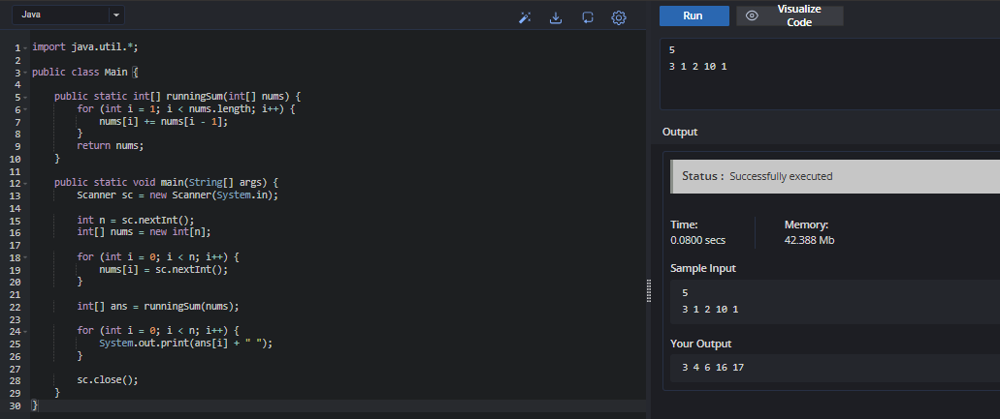 Java
Run
Visualize
Code
1 import java.util.*;
2
3 public class Main {
4
5 public static int[] runningSum(int[] nums) {
6 for (int i = 1; i < nums.length; i++) {
7 nums[i] += nums[i - 1];
8 }
9 return nums;
10 }
11
12 public static void main(String[] args) {
13 Scanner sc = new Scanner(System.in);
14
15 int n = sc.nextInt();
16 int[] nums = new int[n];
17
18 for (int i = 0; i < n; i++) {
19 nums[i] = sc.nextInt();
20 }
21
22 int[] ans = runningSum(nums);
23
24 for (int i = 0; i < n; i++) {
25 System.out.print(ans[i] + " ");
26 }
27
28 sc.close();
29 }
30 }
5
3 1 2 10 1
Output
Status : Successfully executed
Time:
0.0800 secs
Memory:
42.388 Mb
Sample Input
5
3 1 2 10 1
Your Output
3 4 6 16 17